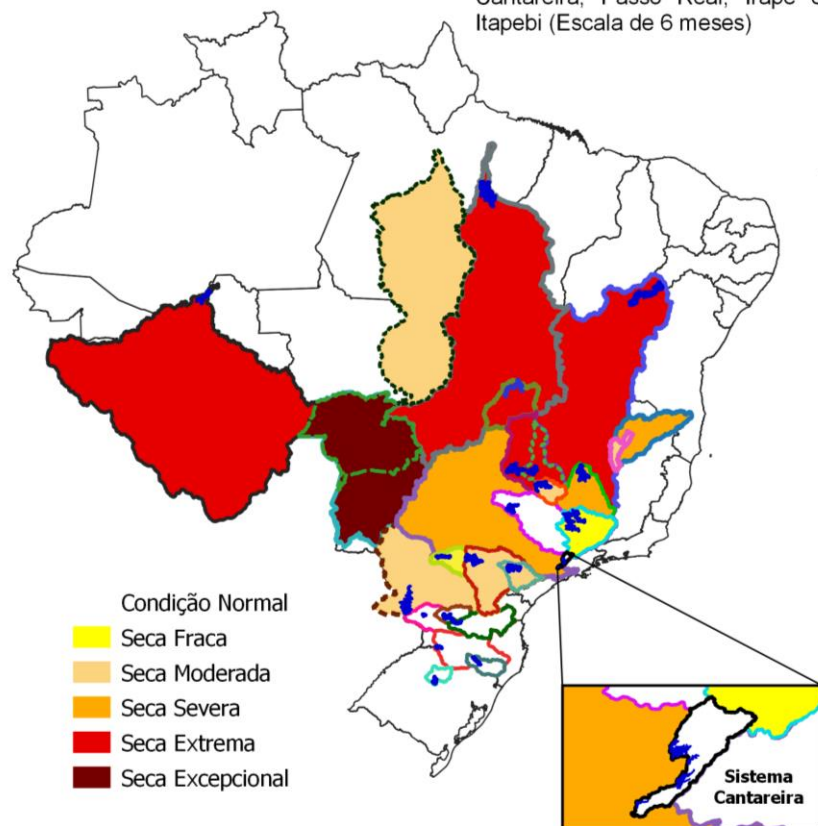 Itapebi (Escala de 6 meses)
Condição Normal
Seca Fraca
Seca Moderada
Seca Severa
Seca Extrema
Seca Excepcional
Sistema
Cantareira